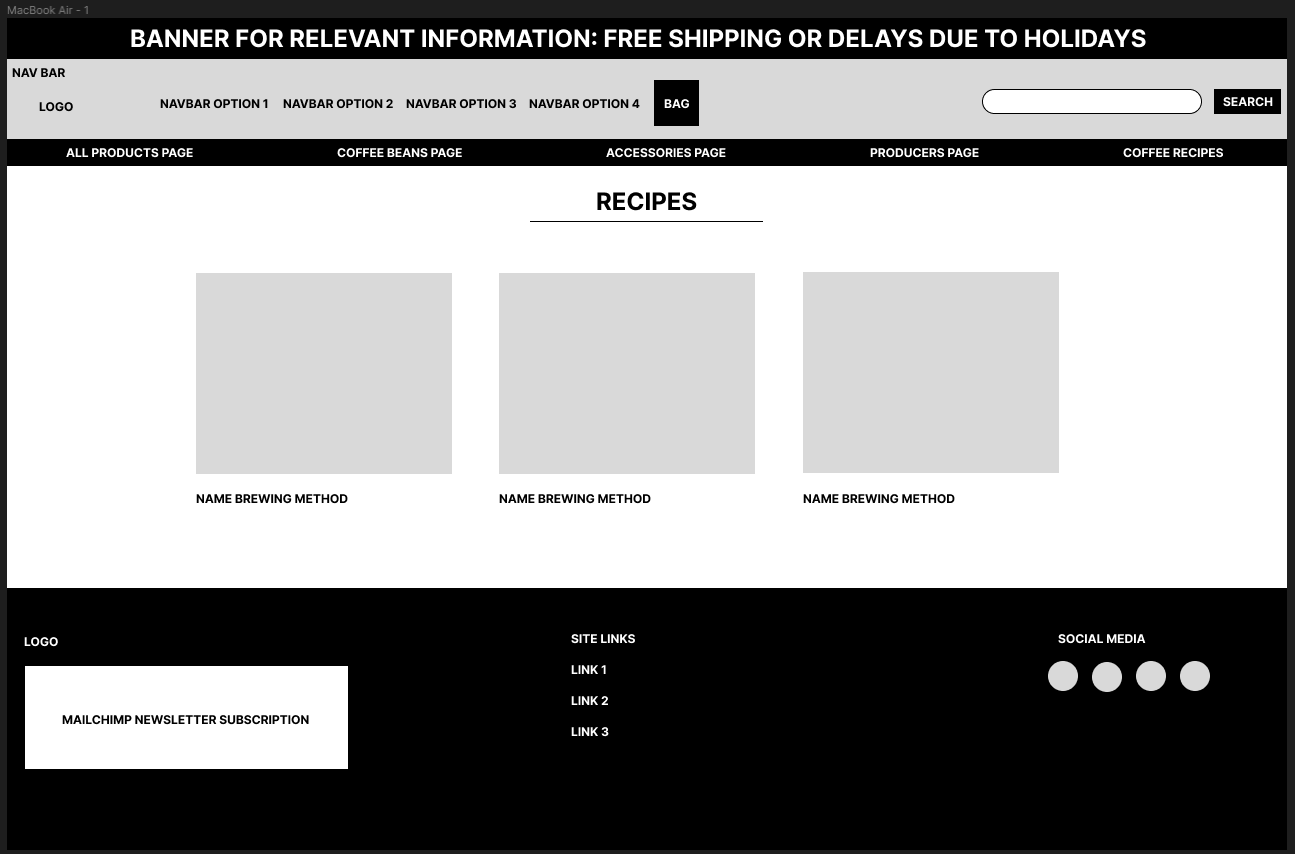 MacBook Air - 1
BANNER FOR RELEVANT INFORMATION: FREE SHIPPING OR DELAYS DUE TO HOLIDAYS
NAV BAR
LOGO
NAVBAR OPTION 1 NAVBAR OPTION 2 NAVBAR OPTION 3 NAVBAR OPTION 4 BAG SEARCH
ALL PRODUCTS PAGE COFFEE BEANS PAGE ACCESSORIES PAGE PRODUCERS PAGE COFFEE RECIPES
RECIPES
NAME BREWING METHOD NAME BREWING METHOD NAME BREWING METHOD
LOGO
MAILCHIMP NEWSLETTER SUBSCRIPTION
SITE LINKS
LINK 1
LINK 2
LINK 3
SOCIAL MEDIA